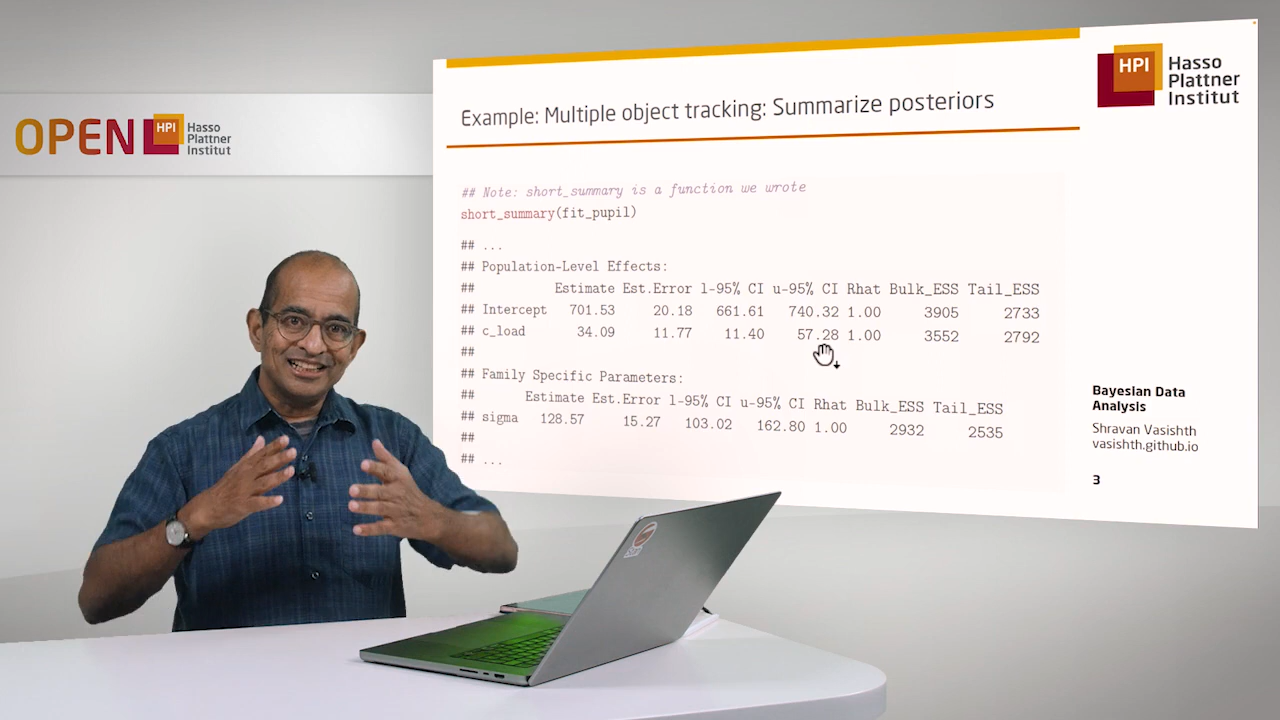 OPEN
HPI
Hasso
Plattner
Institut
Example: Multiple object tracking: Summarize posteriors
HPI
Hasso
Plattner
Institut
## Note: short_summary is a function we wrote
short_summary(fit_pupil)
## ...
## Population-Level Effects:
## Estimate Est.Error l-95% CI u-95% CI Rhat Bulk_ESS Tail_ESS
## Intercept 701.53 20.18 661.61 740.32 1.00 3905 2733
## c_load 34.09 11.77 11.40 57.28 1.00 3552 2792
##
## Family Specific Parameters:
## Estimate Est.Error l-95% CI u-95% CI Rhat Bulk_ESS Tail_ESS
## sigma 128.57 15.27 103.02 162.80 1.00 2932 2535
##
## ...
Bayesian Data
Analysis
Shravan Vasishth
vasishth.github.io
3